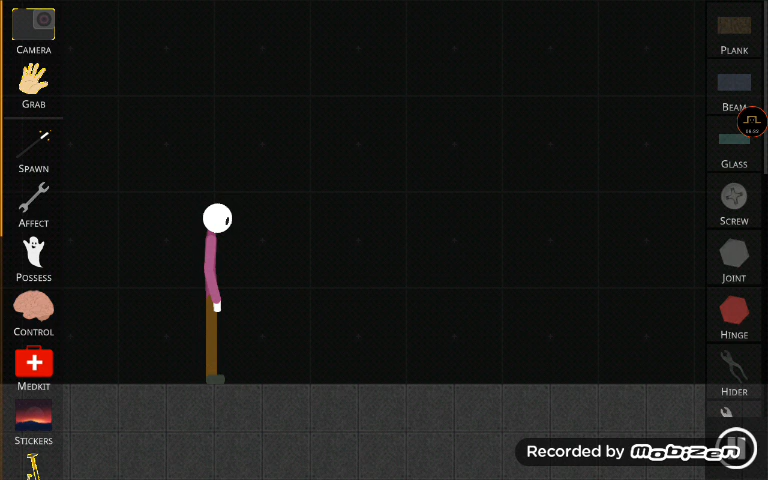 CAMERA
GRAB
SPAWN
AFFECT
POSSESS
CONTROL
MEDKIT
STICKERS
PLANK
BEAM
GLASS
SCREW
JOINT
HINGE
HIDER
Recorded by MOBIZEN